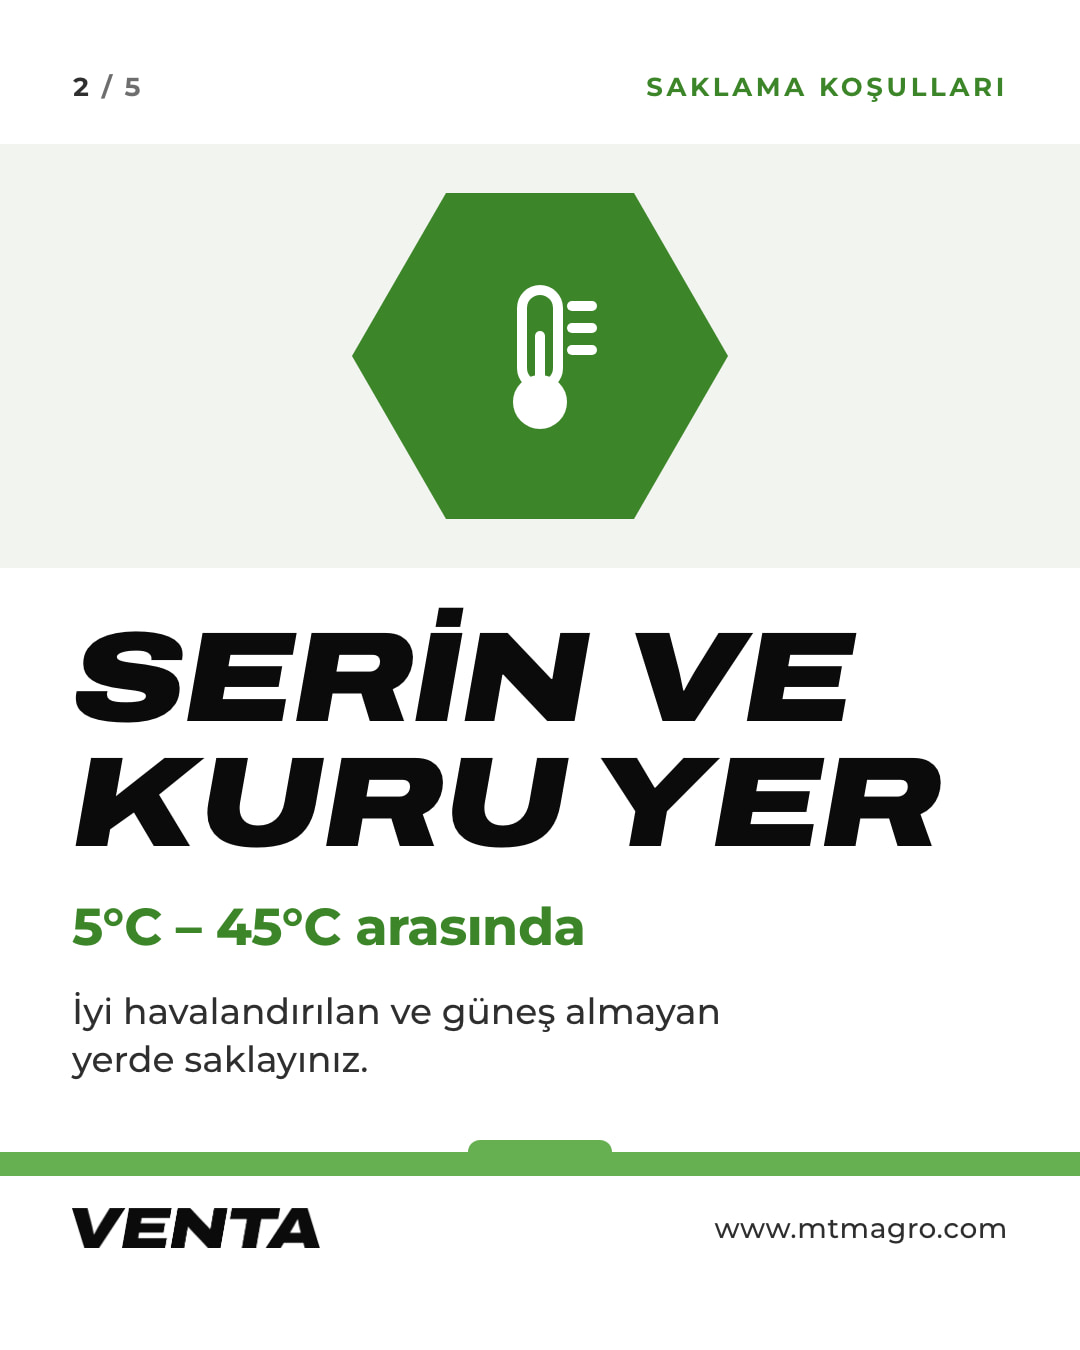 2 / 5
SAKLAMA KOŞULLARI
SERİN VE
KURU YER
5°C – 45°C arasında
İyi havalandırılan ve güneş almayan
yerde saklayınız.
VENTA
www.mtmagro.com